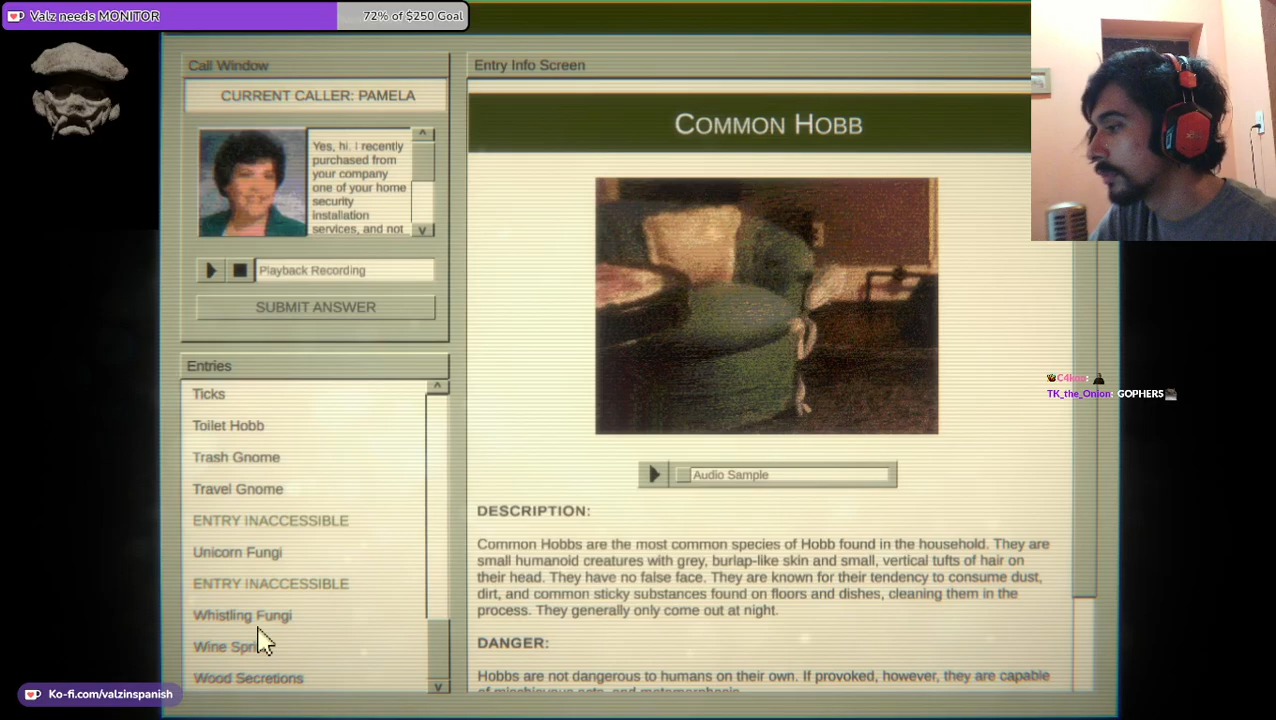 Valz needs MONITOR
72% of $250 Goal
Call Window
CURRENT CALLER: PAMELA
Yes, hi. I recently
purchased from
your company
one of your home
security
installation
services, and not
Playback Recording
SUBMIT ANSWER
Entries
Ticks
Toilet Hobb
Trash Gnome
Travel Gnome
ENTRY INACCESSIBLE
Unicorn Fungi
ENTRY INACCESSIBLE
Whistling Fungi
Wine
Wood Secretions
Entry Info Screen
COMMON HOBB
Audio Sample
DESCRIPTION:
Common Hobbs are the most common species of Hobb found in the household. They are
small humanoid creatures with grey, burlap-like skin and small, vertical tufts of hair on
their head. They have no false face. They are known for their tendency to consume dust,
dirt, and common sticky substances found on floors and dishes, cleaning them in the
process. They generally only come out at night.
DANGER:
Hobbs are not dangerous to humans on their own. If provoked, however, they are capable
of mischievous acts, and metamorphosis.
C4koo:
TK_the_Onion: GOPHERS
Ko-fi.com/valzinspanish